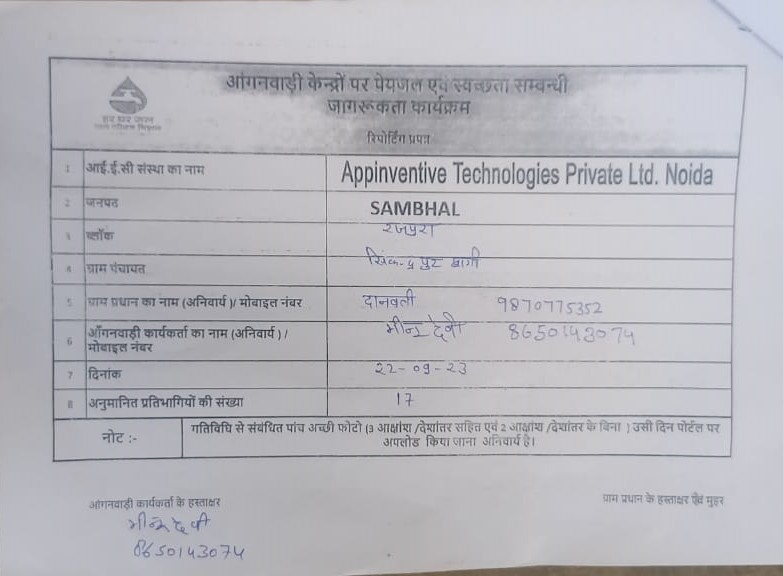 आंगनवाड़ी केन्द्रों पर पेयजल एवं स्वच्छता सम्बन्धी
जागरूकता कार्यक्रम
हर घर जल
रिपोर्टिंग प्रपत्र
1 आई.ई.सी संस्था का नाम Appinventive Technologies Private Ltd. Noida
2 जनपद SAMBHAL
3 ब्लॉक रजपुरा
4 ग्राम पंचायत पुर
5 ग्राम प्रधान का नाम (अनिवार्य)/ मोबाइल नंबर दानवती 9870775352
6 आँगनवाड़ी कार्यकर्ता का नाम (अनिवार्य ) /
मोबाइल नंबर देवी 8650143074
7 दिनांक 22-09-23
8 अनुमानित प्रतिभागियों की संख्या 17
नोट :- गतिविधि से संबंधित पांच अच्छी फोटो (3 आक्षांश /देशांतर सहित एवं 2 आक्षांश /देशांतर के बिना ) उसी दिन पोर्टल पर
अपलोड किया जाना अनिवार्य है।
आंगनवाड़ी कार्यकर्ता के हस्ताक्षर
ग्राम प्रधान के हस्ताक्षर एवं मुहर
देवी
8650143074